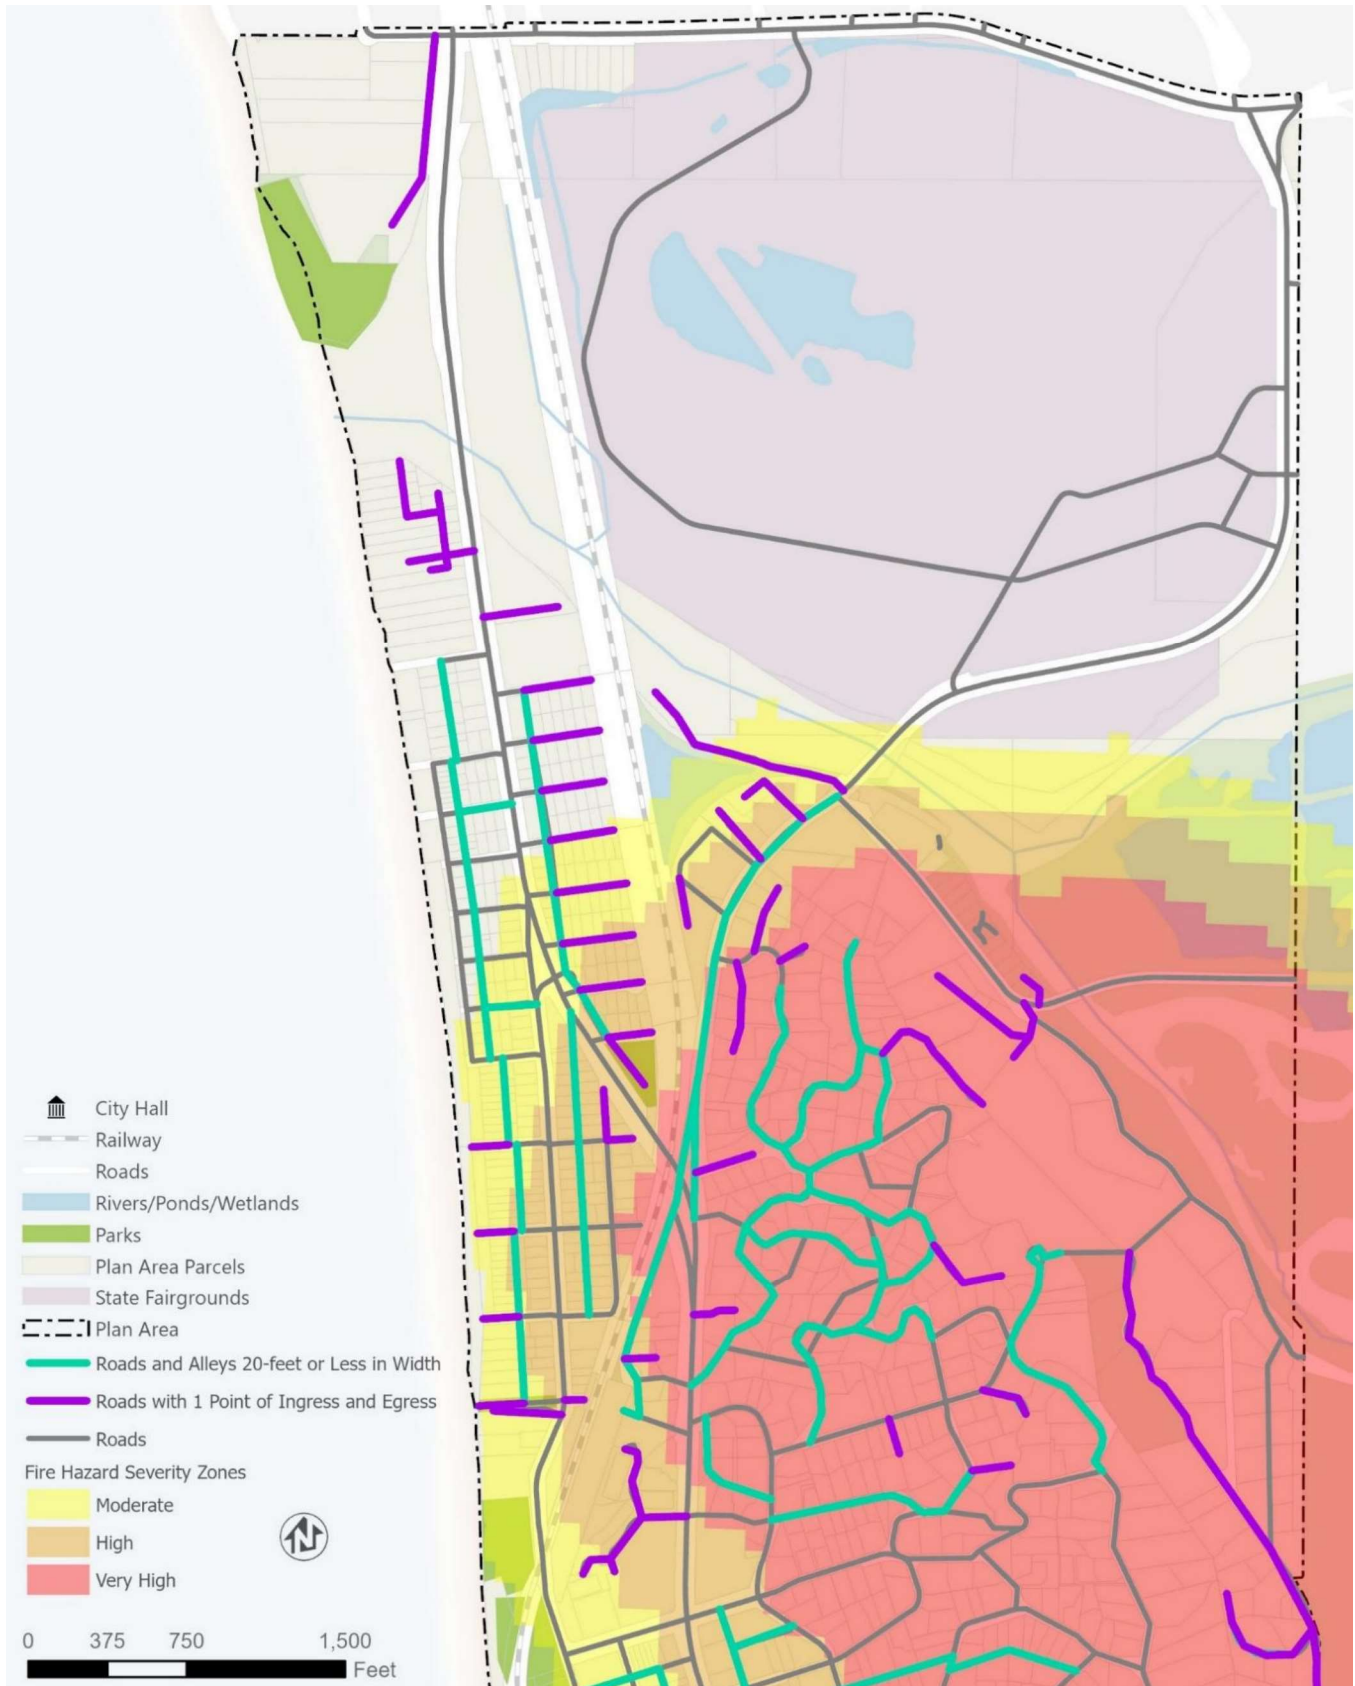 City Hall
Railway
Roads
Rivers/Ponds/Wetlands
Parks
Plan Area Parcels
State Fairgrounds
Plan Area
Roads and Alleys 20-feet or Less in Width
Roads with 1 Point of Ingress and Egress
Roads
Fire Hazard Severity Zones
Moderate
High
N
Very High
0 375 750 1,500
Feet